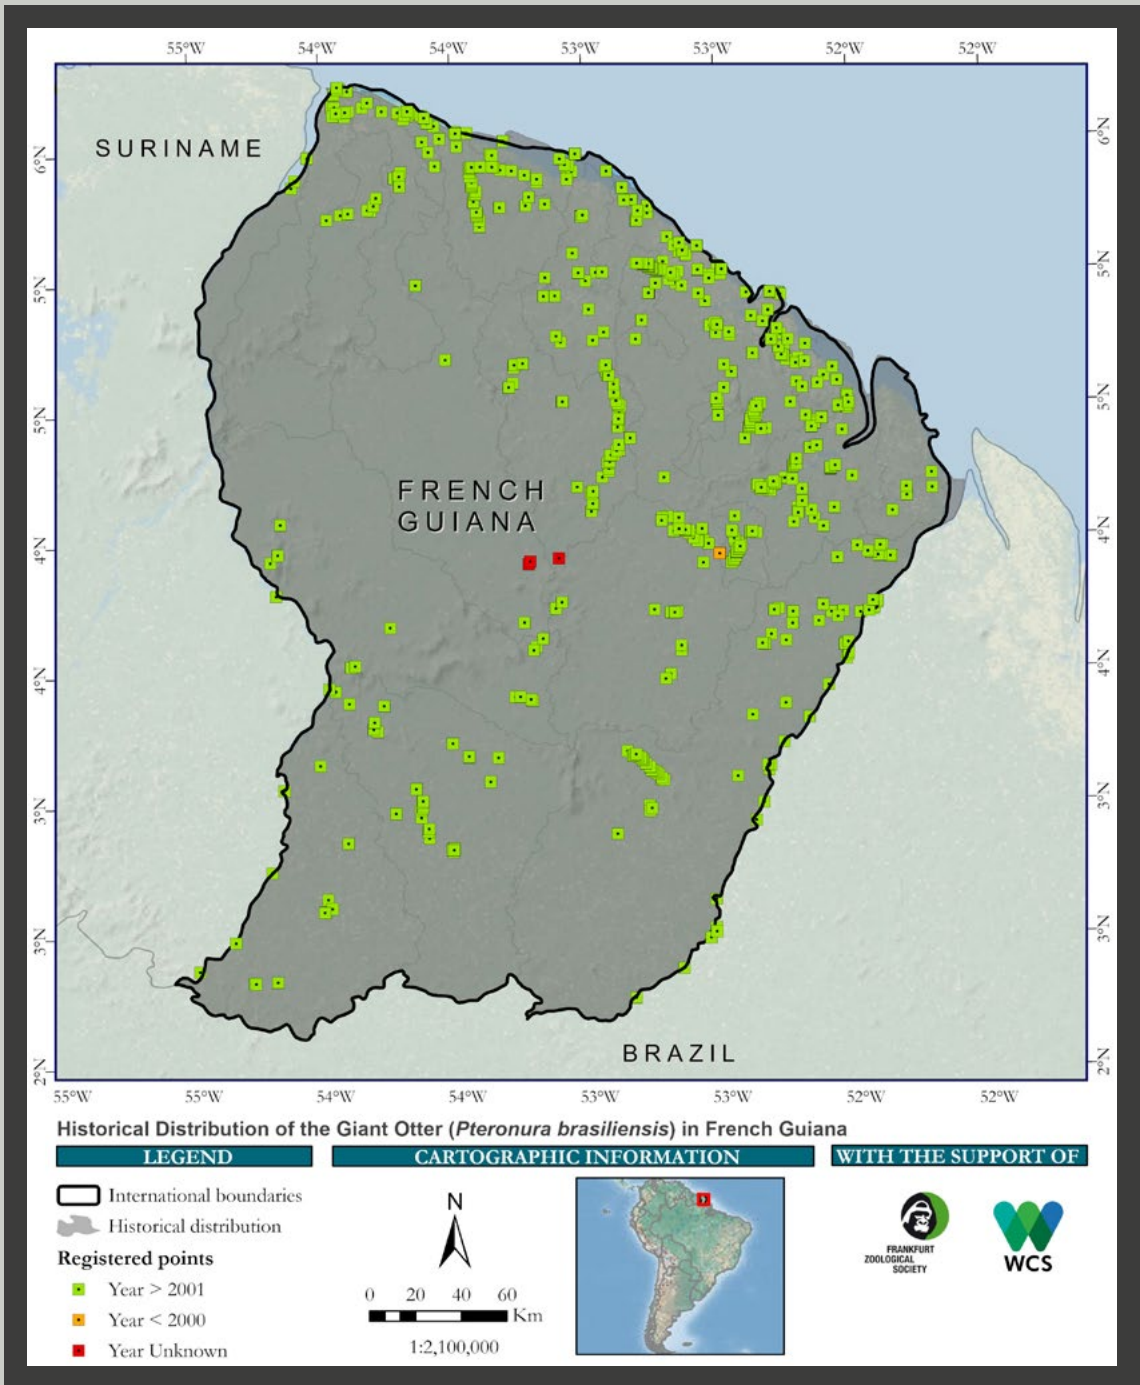 55°W 54°W 54°W 53°W 53°W 52°W 52°W
SURINAME
6°N
6°N
5°N
5°N
5°N
5°N
FRENCH
GUIANA
4°N
4°N
4°N
4°N
3°N
3°N
3°N
3°N
BRAZIL
2°N
2°N
55°W 55°W 54°W 54°W 53°W 53°W 52°W 52°W
Historical Distribution of the Giant Otter (Pteronura brasiliensis) in French Guiana
LEGEND
International boundaries
Historical distribution
Registered points
Year > 2001
Year < 2000
Year Unknown
CARTOGRAPHIC INFORMATION
N
0 20 40 60
Km
1:2,100,000
WITH THE SUPPORT OF
FRANKFURT
ZOOLOGICAL
SOCIETY
WCS